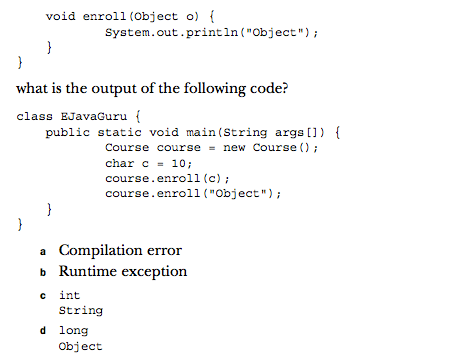 void enroll(Object o) {
            System.out.println("Object");
    }
}
what is the output of the following code?
class EJavaGuru {
    public static void main(String args[]) {
            Course course = new Course();
            char c = 10;
            course.enroll(c);
            course.enroll("Object");
    }
}
a Compilation error
b Runtime exception
c int
String
d long
Object